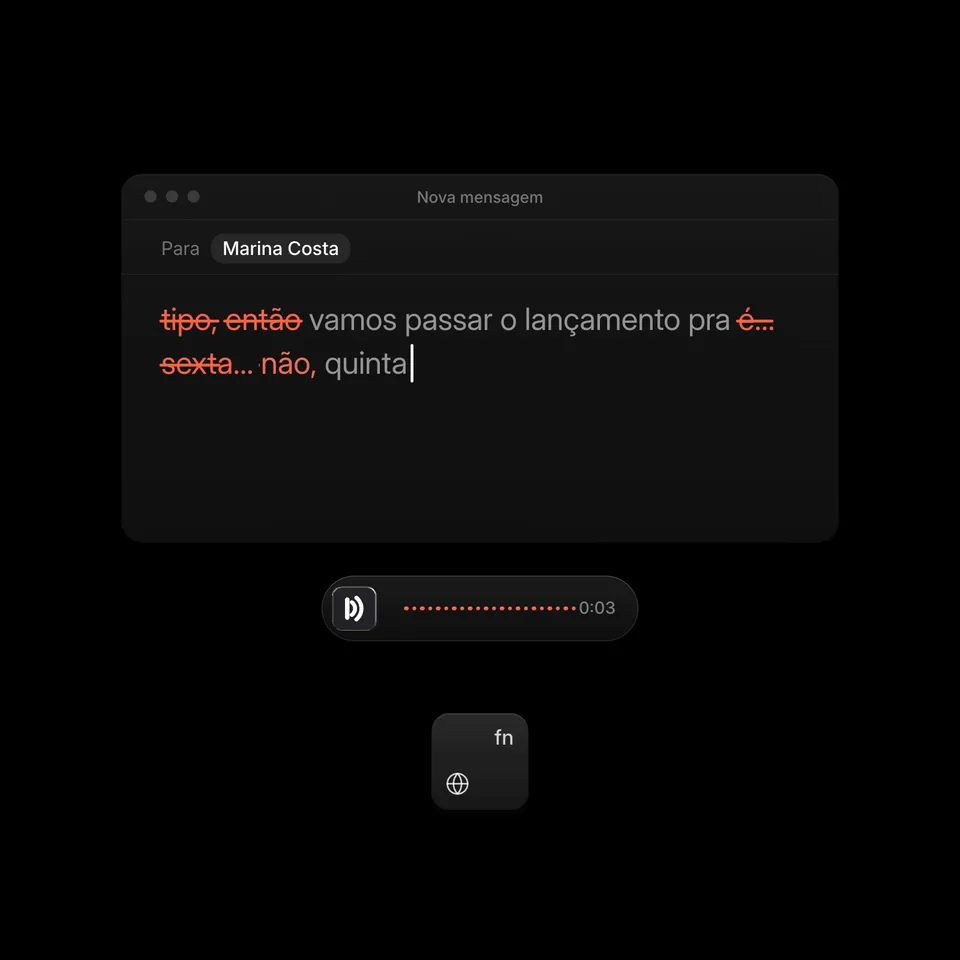 Nova mensagem
Para Marina Costa
tipo, então vamos passar o lançamento pra é...
sexta... não, quinta
0:03
fn